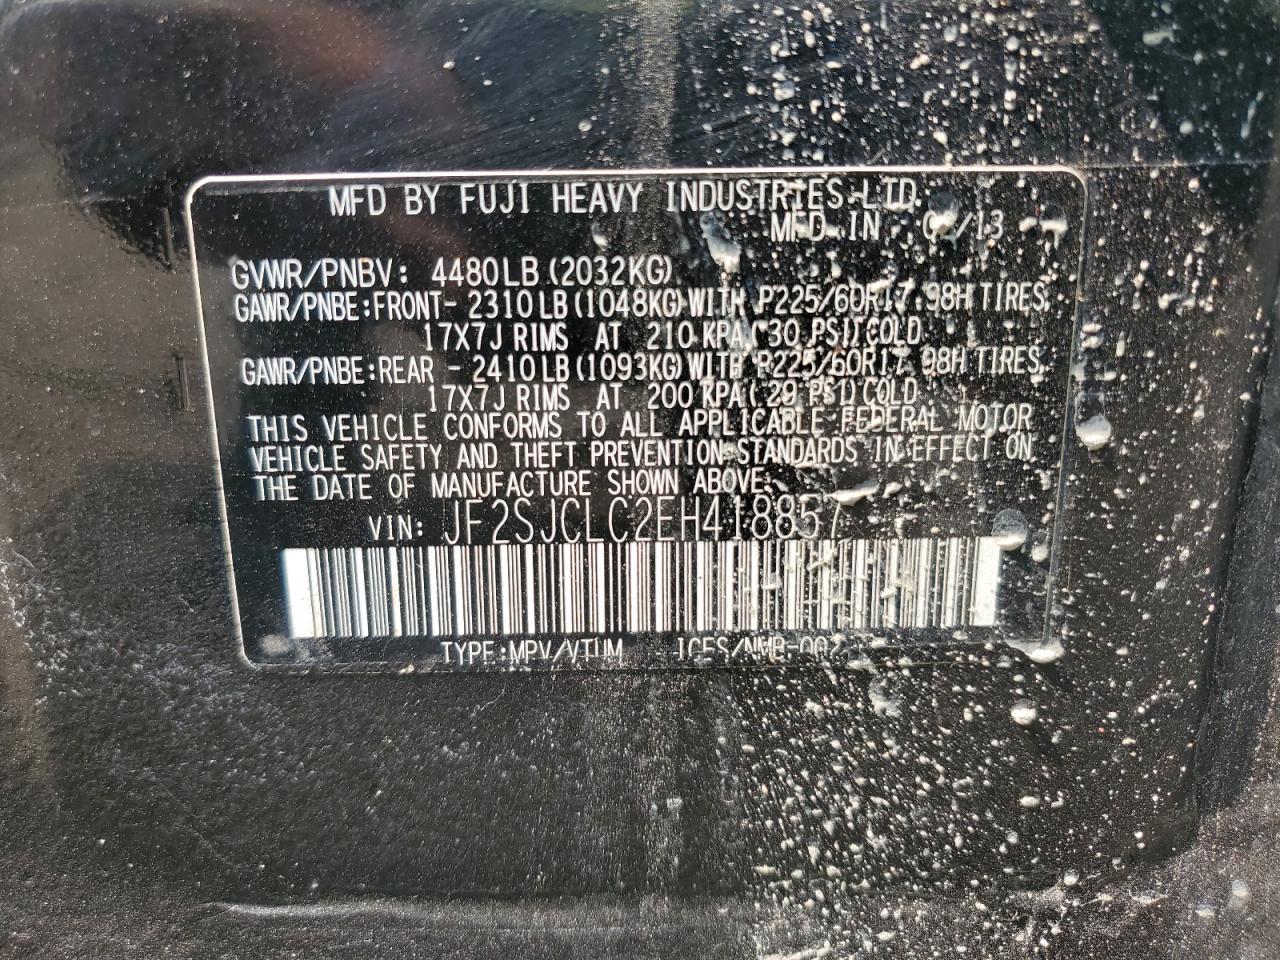 MFD BY FUJI HEAVY INDUSTRIES LTD.
MFD IN /13
GVWR/PNBV: 4480LB(2032KG)
GAWR/PNBE:FRONT- 2310LB(1048KG)WITH P225/60R17 98H TIRES,
17X7J RIMS AT 210 KPA( 30 PSI)COLD
GAWR/PNBE:REAR - 2410LB(1093KG)WITH P225/60R17 98H TIRES,
17X7J RIMS AT 200 KPA( 29 PSI)COLD
THIS VEHICLE CONFORMS TO ALL APPLICABLE FEDERAL MOTOR
VEHICLE SAFETY AND THEFT PREVENTION STANDARDS IN EFFECT ON
THE DATE OF MANUFACTURE SHOWN ABOVE.
VIN: JF2SJCLC2EH418857
TYPE:MPV/VTUM ICES/NMB-002